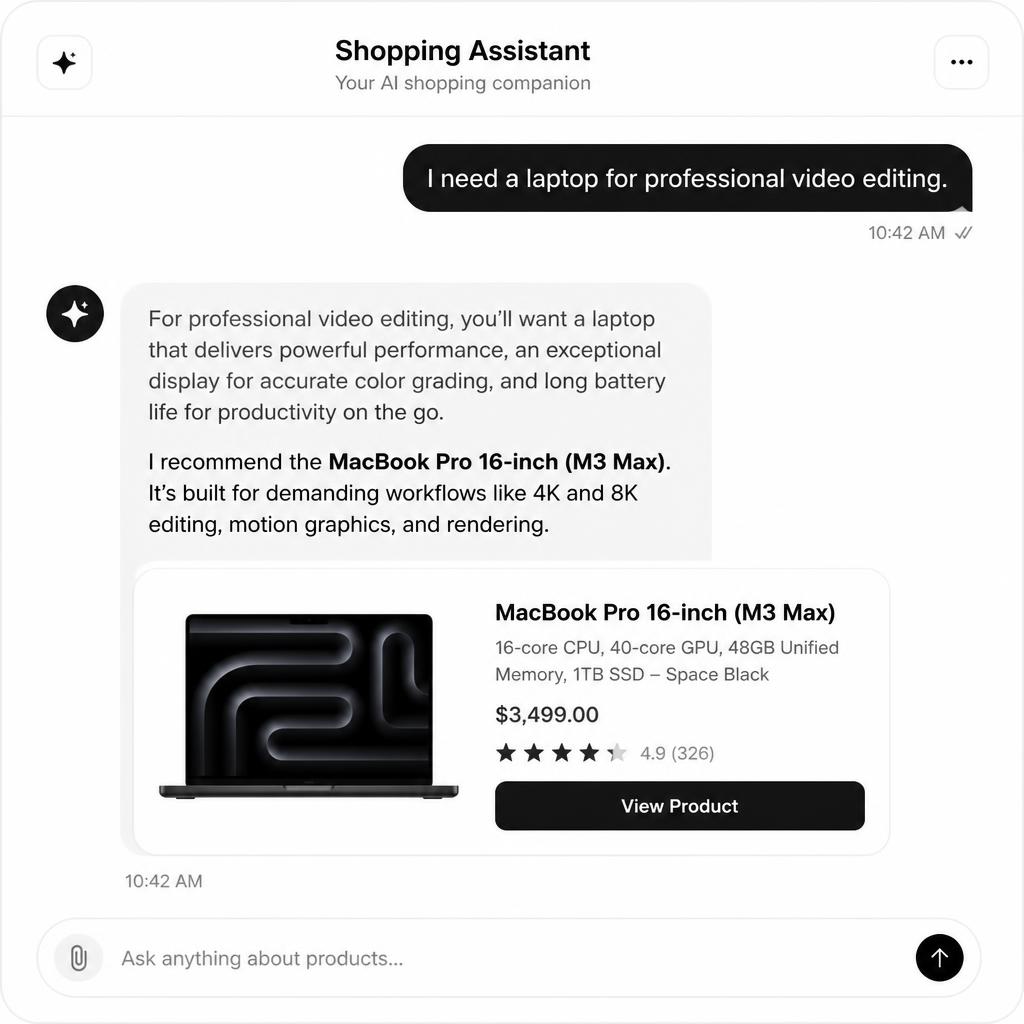 Shopping Assistant
Your AI shopping companion
I need a laptop for professional video editing.
10:42 AM
For professional video editing, you’ll want a laptop
that delivers powerful performance, an exceptional
display for accurate color grading, and long battery
life for productivity on the go.
I recommend the MacBook Pro 16-inch (M3 Max).
It’s built for demanding workflows like 4K and 8K
editing, motion graphics, and rendering.
MacBook Pro 16-inch (M3 Max)
16-core CPU, 40-core GPU, 48GB Unified
Memory, 1TB SSD – Space Black
$3,499.00
4.9 (326)
View Product
10:42 AM
Ask anything about products...